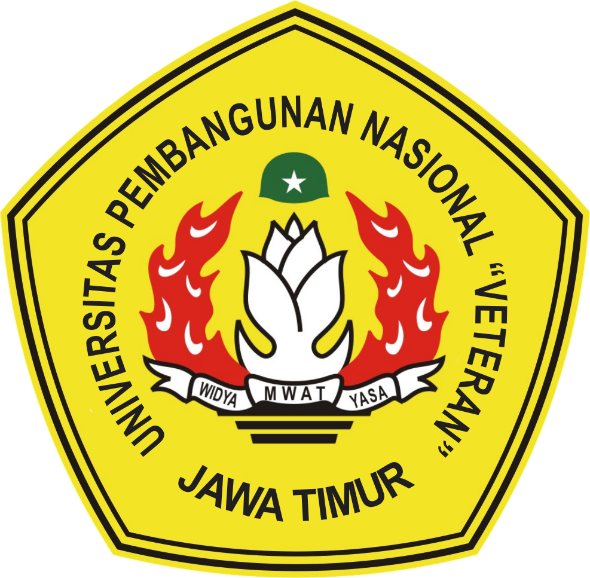 UNIVERSITAS PEMBANGUNAN NASIONAL “VETERAN”
WIDYA MWAT YASA
JAWA TIMUR